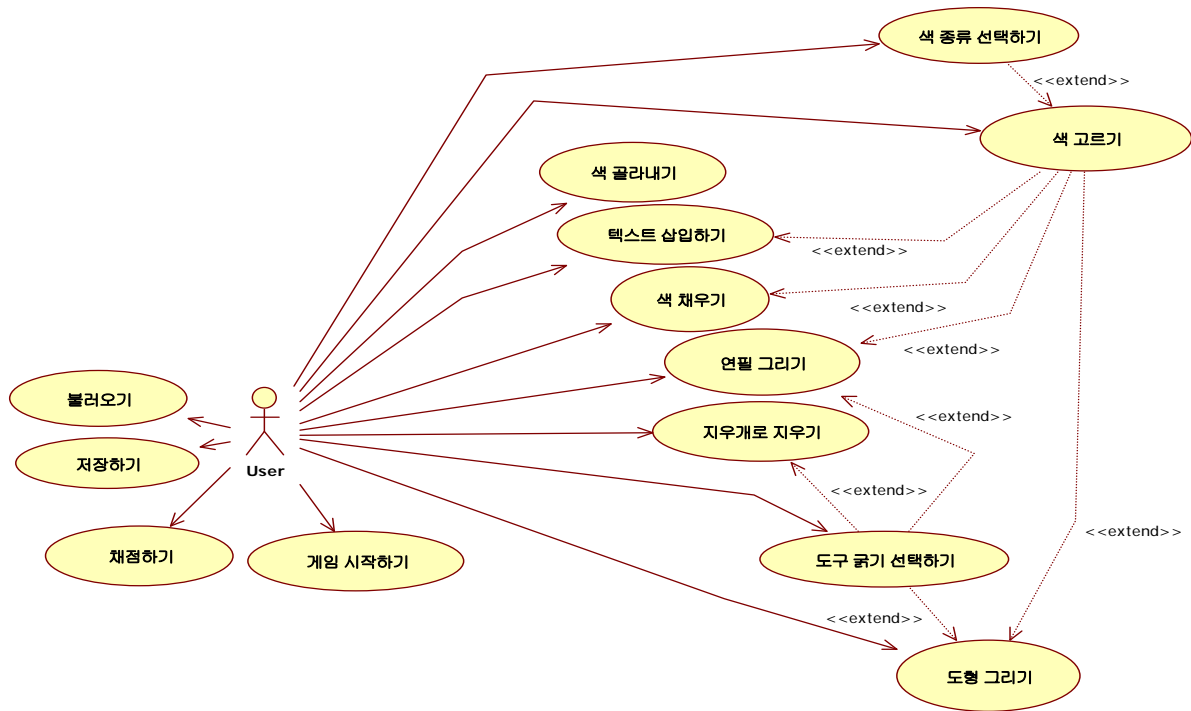 색 종류 선택하기
<<extend>>
색 고르기
색 골라내기
텍스트 삽입하기
<<extend>>
색 채우기
<<extend>>
연필 그리기
<<extend>>
불러오기
<<extend>>
지우개로 지우기
저장하기
User
<<extend>>
<<extend>>
채점하기
게임 시작하기
도구 굵기 선택하기
<<extend>>
도형 그리기